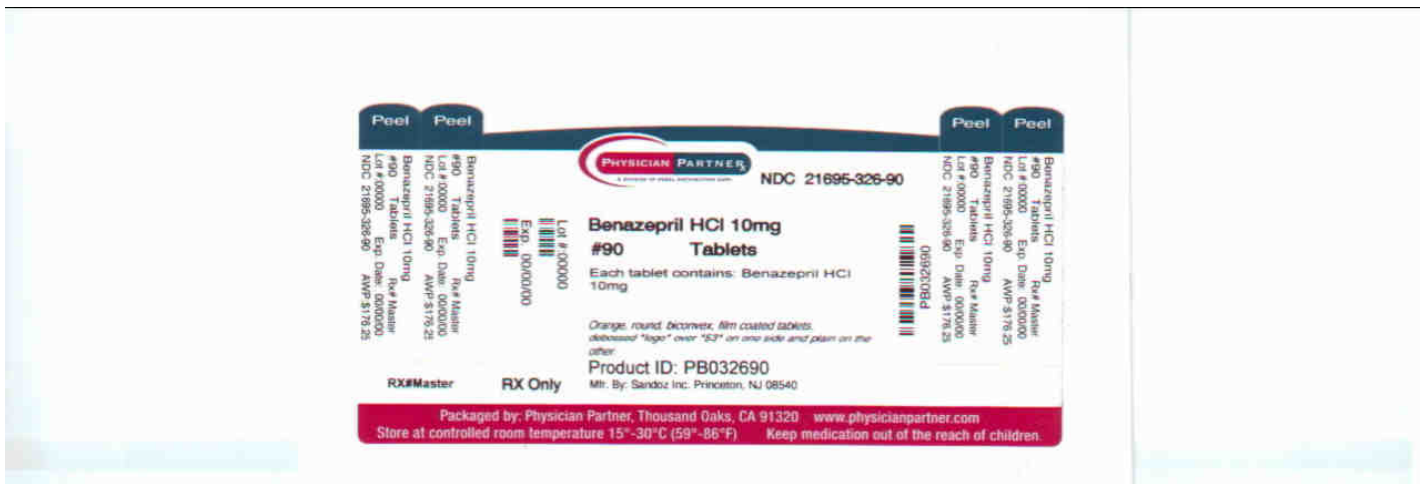 Peel Peel
Benazepril HCl 10mg
#90 Tablets Rx# Master
Lot #:00000 Exp. Date: 00/00/00
NDC 21695-326-90 AWP:$176.25
Benazepril HCl 10mg
#90 Tablets Rx# Master
Lot #:00000 Exp. Date: 00/00/00
NDC 21695-326-90 AWP:$176.25
RX#Master
Lot #:00000
Exp. 00/00/00
RX Only
PHYSICIAN PARTNER
NDC 21695-326-90
Benazepril HCl 10mg
#90 Tablets
Each tablet contains: Benazepril HCl
10mg
Orange, round, biconvex, film coated tablets,
debossed "logo" over "53" on one side and plain on the
other.
Product ID: PB032690
Mfr. By: Sandoz Inc. Princeton, NJ 08540
PB032690
Peel Peel
Benazepril HCl 10mg
#90 Tablets Rx# Master
Lot #:00000 Exp. Date: 00/00/00
NDC 21695-326-90 AWP:$176.25
Benazepril HCl 10mg
#90 Tablets Rx# Master
Lot #:00000 Exp. Date: 00/00/00
NDC 21695-326-90 AWP:$176.25
Packaged by: Physician Partner, Thousand Oaks, CA 91320 www.physicianpartner.com
Store at controlled room temperature 15°-30°C (59°-86°F) Keep medication out of the reach of children.